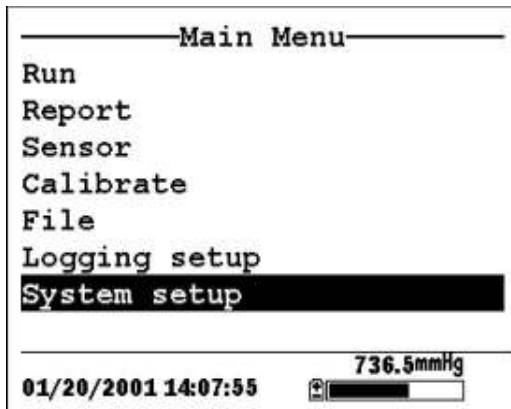 Main Menu
Run
Report
Sensor
Calibrate
File
Logging setup
System setup
736.5mmHg
01/20/2001 14:07:55